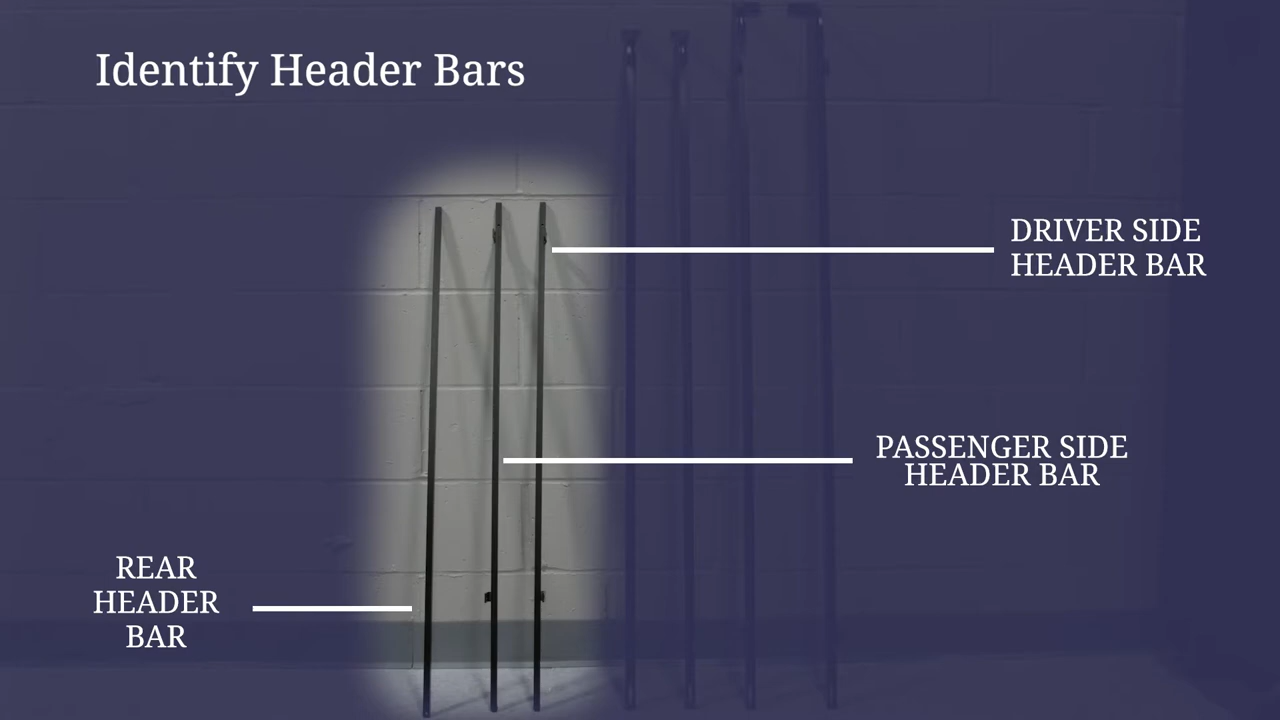 Identify Header Bars
DRIVER SIDE
HEADER BAR
PASSENGER SIDE
HEADER BAR
REAR
HEADER
BAR